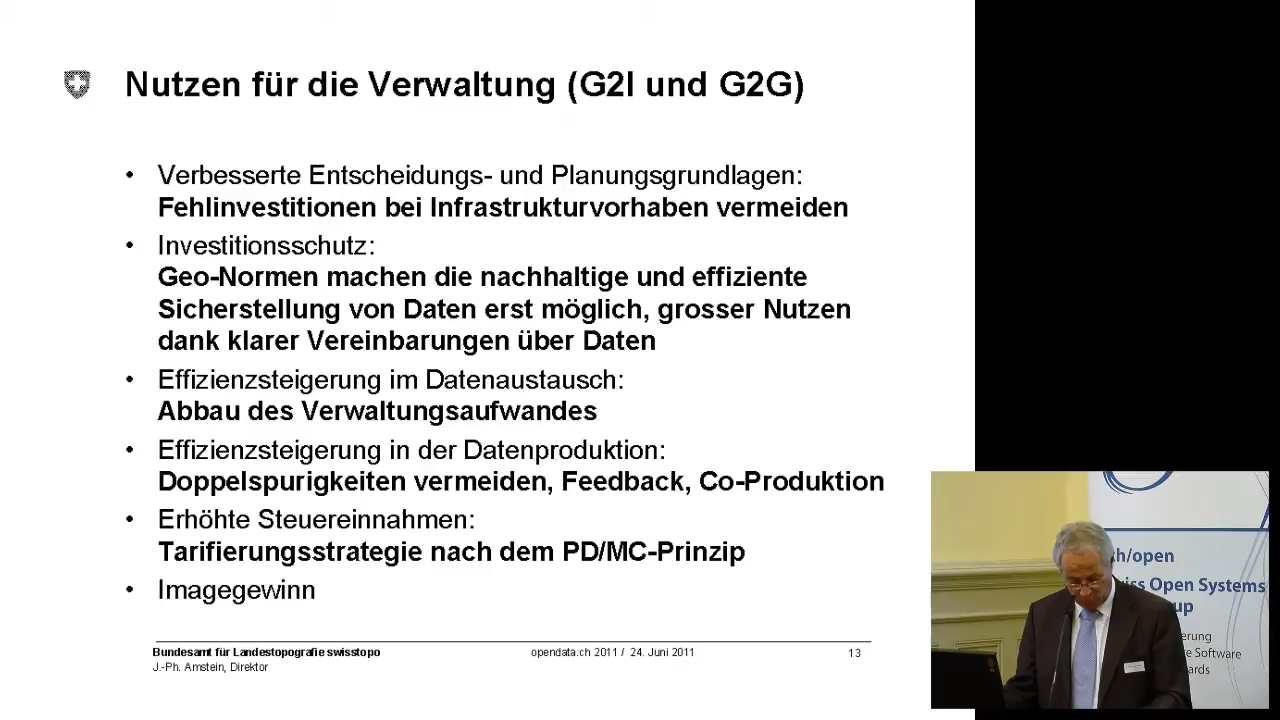 Nutzen für die Verwaltung (G2I und G2G)
• Verbesserte Entscheidungs- und Planungsgrundlagen:
Fehlinvestitionen bei Infrastrukturvorhaben vermeiden
• Investitionsschutz:
Geo-Normen machen die nachhaltige und effiziente
Sicherstellung von Daten erst möglich, grosser Nutzen
dank klarer Vereinbarungen über Daten
• Effizienzsteigerung im Datenaustausch:
Abbau des Verwaltungsaufwandes
• Effizienzsteigerung in der Datenproduktion:
Doppelspurigkeiten vermeiden, Feedback, Co-Produktion
• Erhöhte Steuereinnahmen:
Tarifierungsstrategie nach dem PD/MC-Prinzip
• Imagegewinn
Bundesamt für Landestopografie swisstopo
J.-Ph. Amstein, Direktor
opendata.ch 2011 / 24. Juni 2011
13
/open
Open Systems
Software